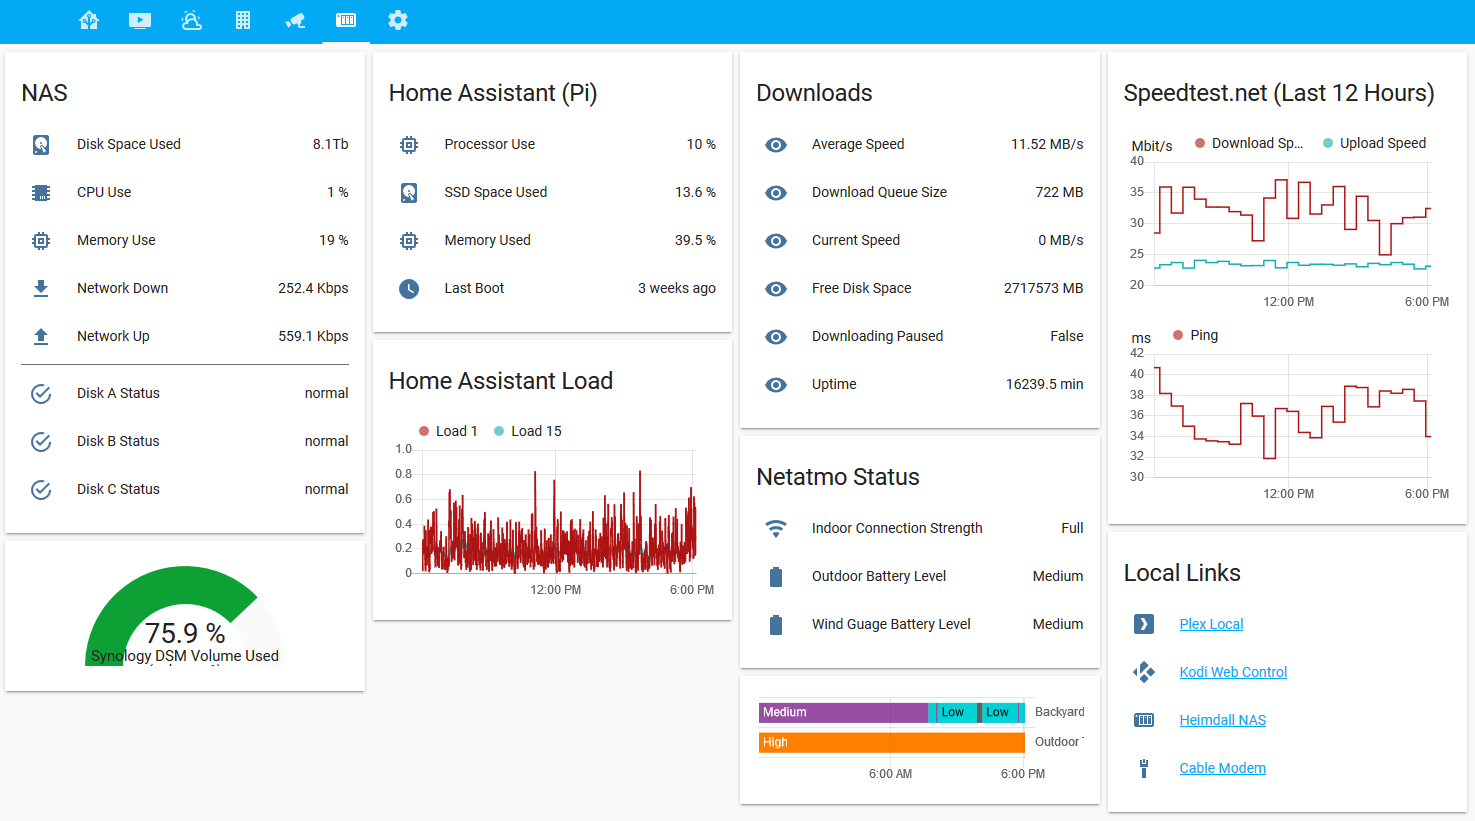 NAS
Disk Space Used 8.1Tb
CPU Use 1 %
Memory Use 19 %
Network Down 252.4 Kbps
Network Up 559.1 Kbps
Disk A Status normal
Disk B Status normal
Disk C Status normal
75.9 %
Synology DSM Volume Used
Home Assistant (Pi)
Processor Use 10 %
SSD Space Used 13.6 %
Memory Used 39.5 %
Last Boot 3 weeks ago
Home Assistant Load
Load 1 Load 15
1.0
0.8
0.6
0.4
0.2
0
12:00 PM 6:00 PM
Downloads
Average Speed 11.52 MB/s
Download Queue Size 722 MB
Current Speed 0 MB/s
Free Disk Space 2717573 MB
Downloading Paused False
Uptime 16239.5 min
Netatmo Status
Indoor Connection Strength Full
Outdoor Battery Level Medium
Wind Guage Battery Level Medium
Medium Low Low Backyard
High Outdoor
6:00 AM 6:00 PM
Speedtest.net (Last 12 Hours)
Mbit/s Download Sp... Upload Speed
40
35
30
25
20
12:00 PM 6:00 PM
ms Ping
42
40
38
36
34
32
30
12:00 PM 6:00 PM
Local Links
Plex Local
Kodi Web Control
Heimdall NAS
Cable Modem